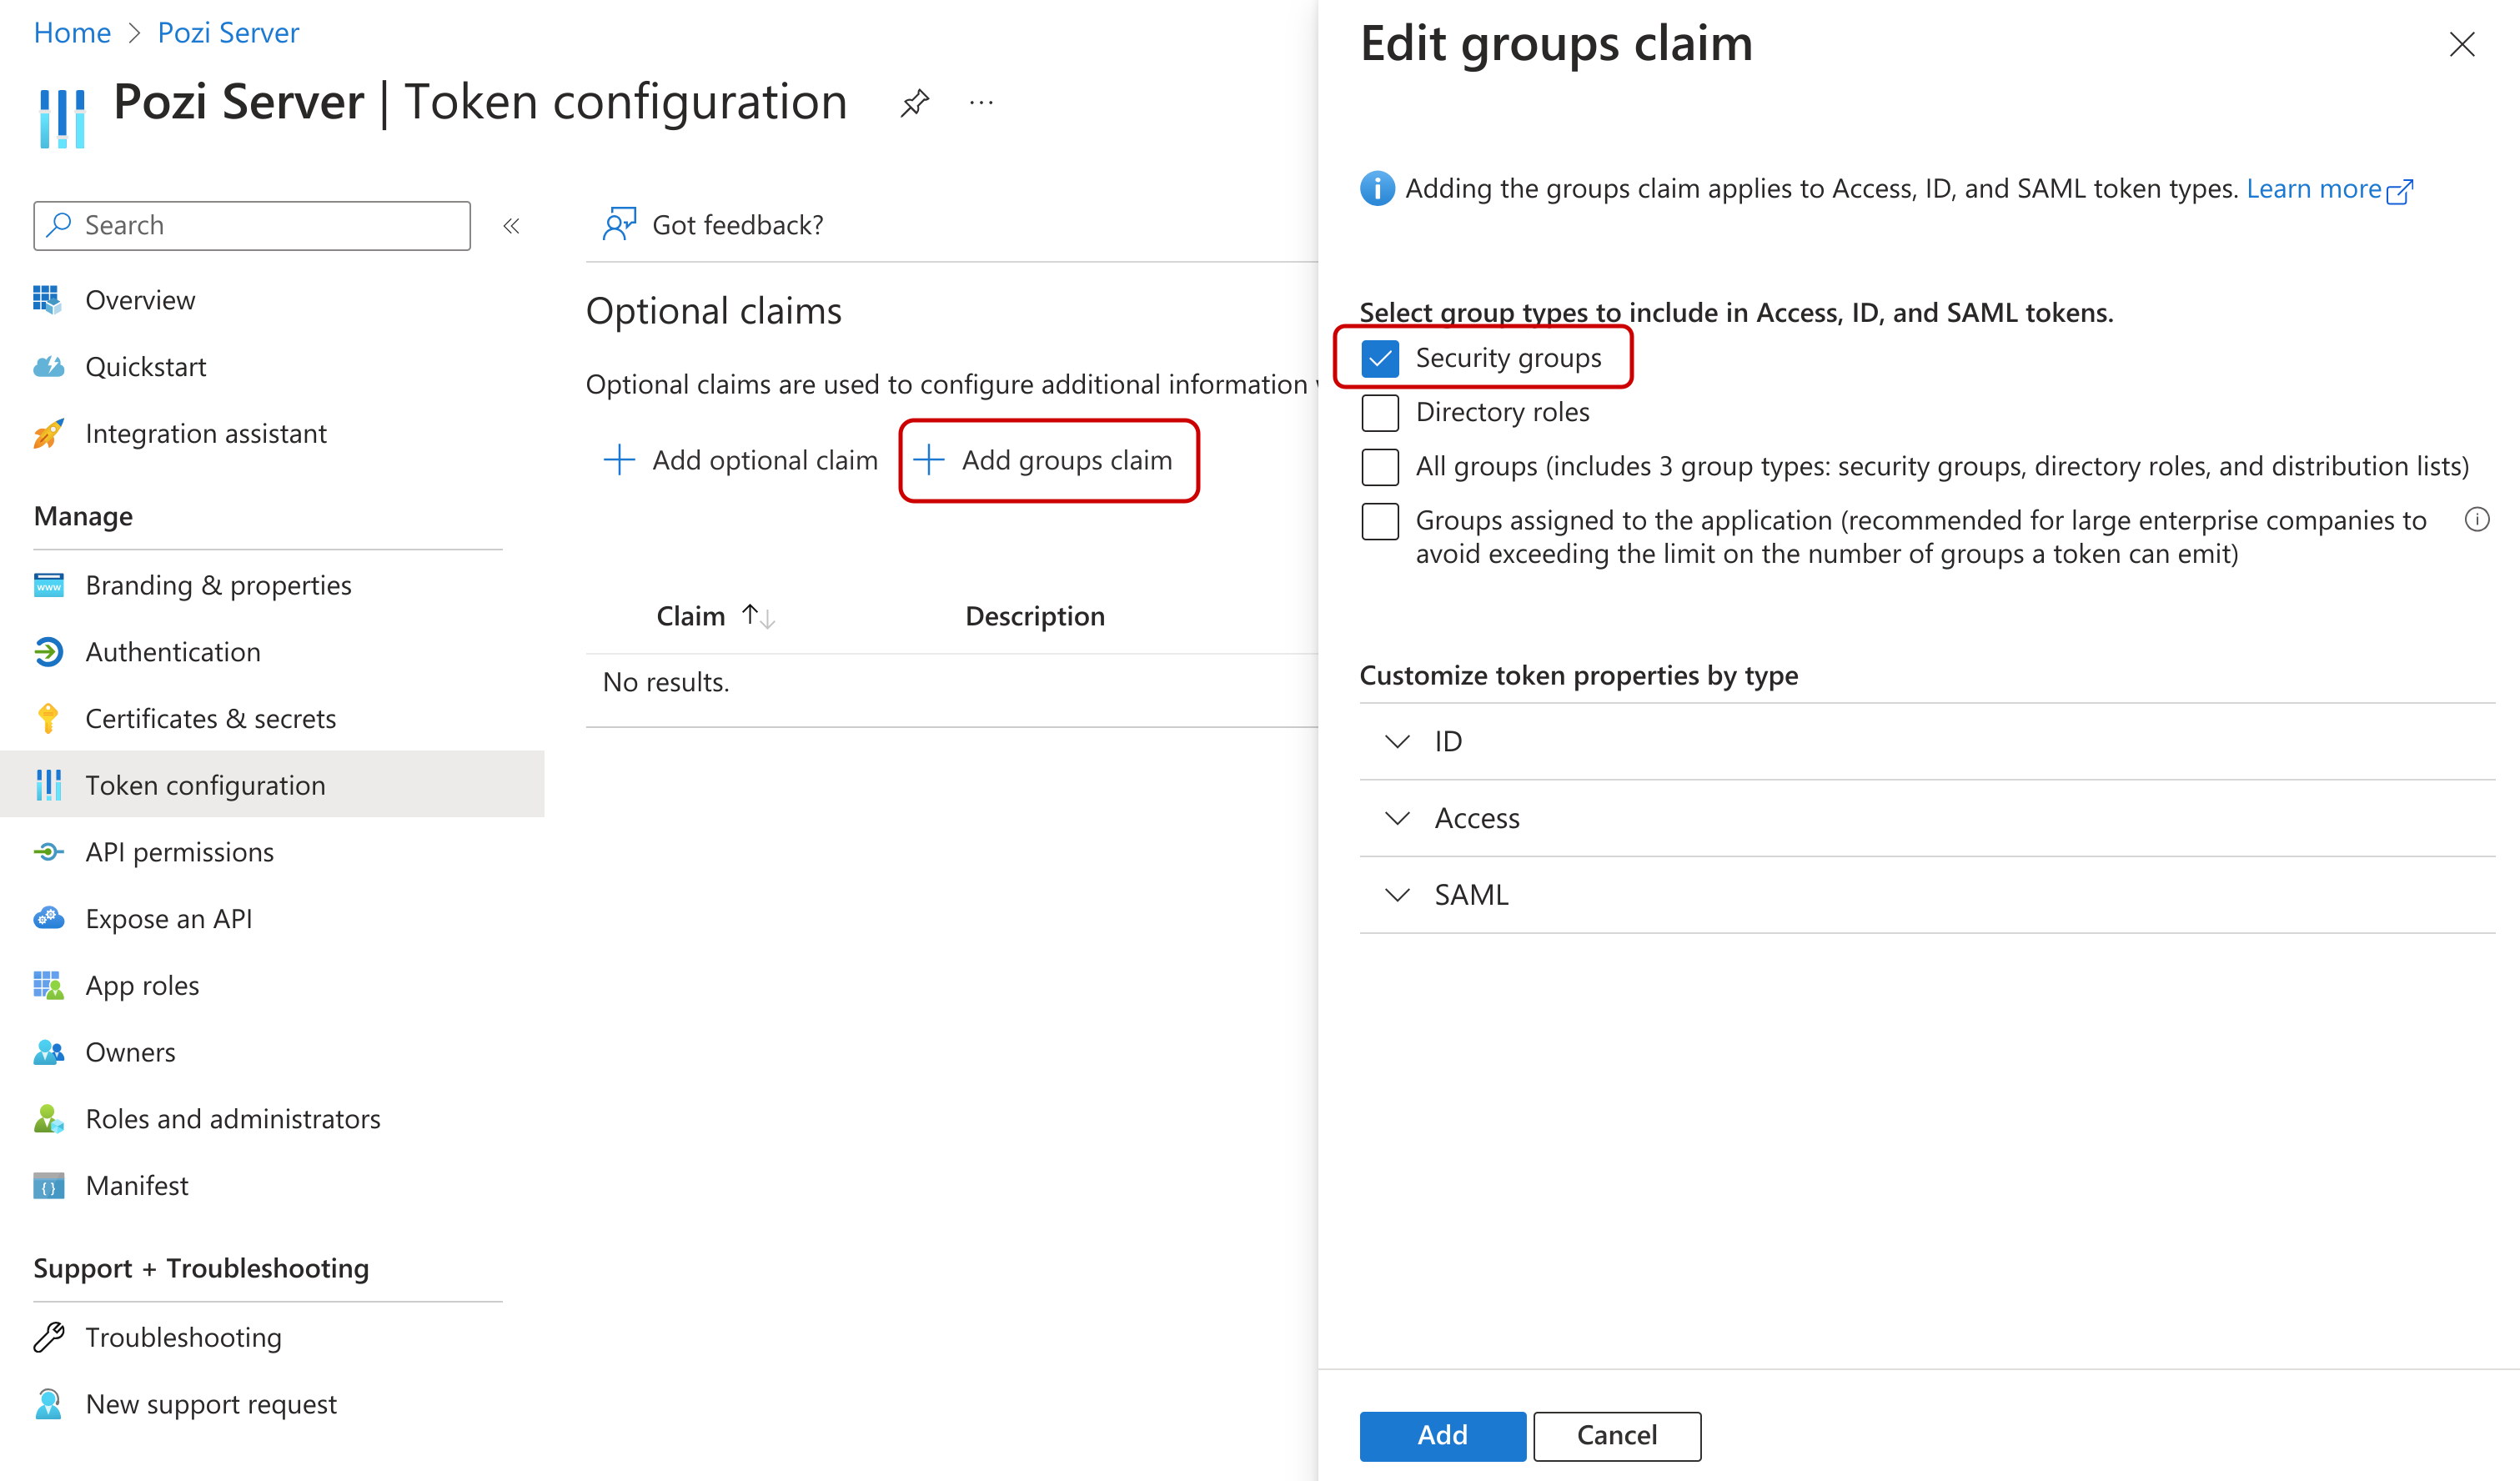 Home > Pozi Server
Pozi Server | Token configuration
...
Search
«
Overview
Quickstart
Integration assistant
Manage
Branding & properties
Authentication
Certificates & secrets
Token configuration
API permissions
Expose an API
App roles
Owners
Roles and administrators
Manifest
Support + Troubleshooting
Troubleshooting
New support request
Got feedback?
Optional claims
Optional claims are used to configure additional information
+ Add optional claim
+ Add groups claim
Claim ↑↓ Description
No results.
Edit groups claim
Adding the groups claim applies to Access, ID, and SAML token types. Learn more
Select group types to include in Access, ID, and SAML tokens.
Security groups
Directory roles
All groups (includes 3 group types: security groups, directory roles, and distribution lists)
Groups assigned to the application (recommended for large enterprise companies to
avoid exceeding the limit on the number of groups a token can emit)
Customize token properties by type
ID
Access
SAML
Add
Cancel